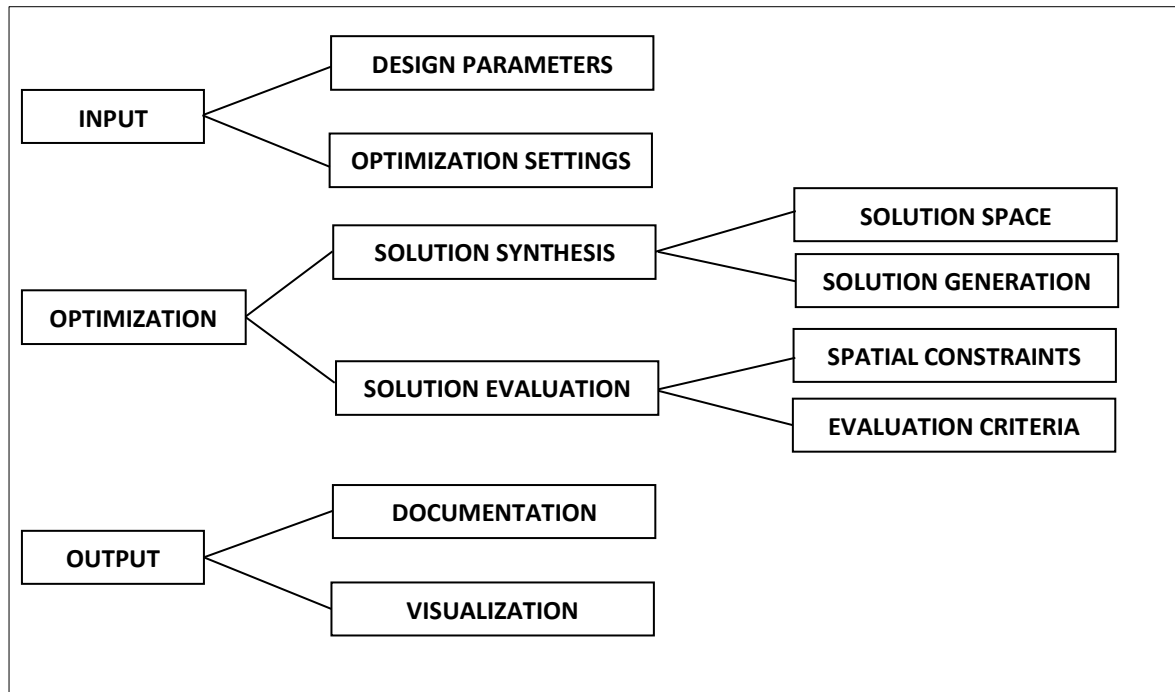 DESIGN PARAMETERS
INPUT
OPTIMIZATION SETTINGS
SOLUTION SPACE
SOLUTION SYNTHESIS
SOLUTION GENERATION
OPTIMIZATION
SPATIAL CONSTRAINTS
SOLUTION EVALUATION
EVALUATION CRITERIA
DOCUMENTATION
OUTPUT
VISUALIZATION